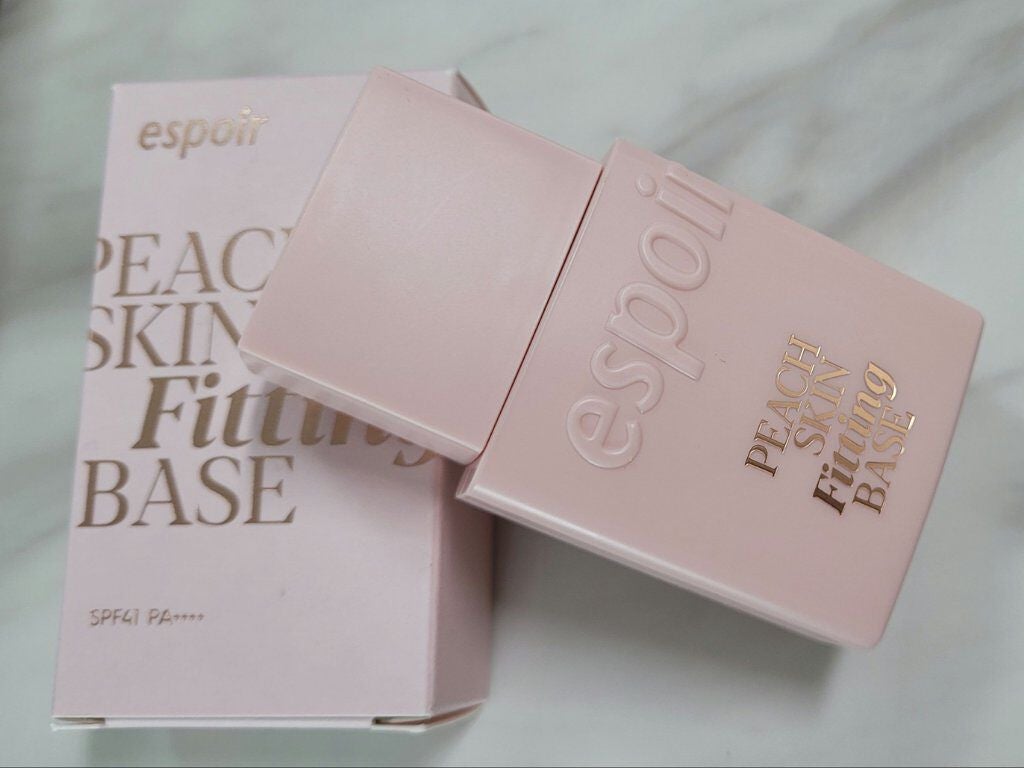 espoir
PEACH
SKIN
Fitting
BASE
SPF41 PA++++
espoir
PEACH
SKIN
Fitting
BASE